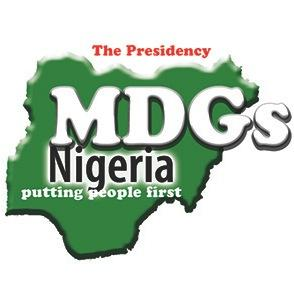 The Presidency
MDGs
Nigeria
putting people first